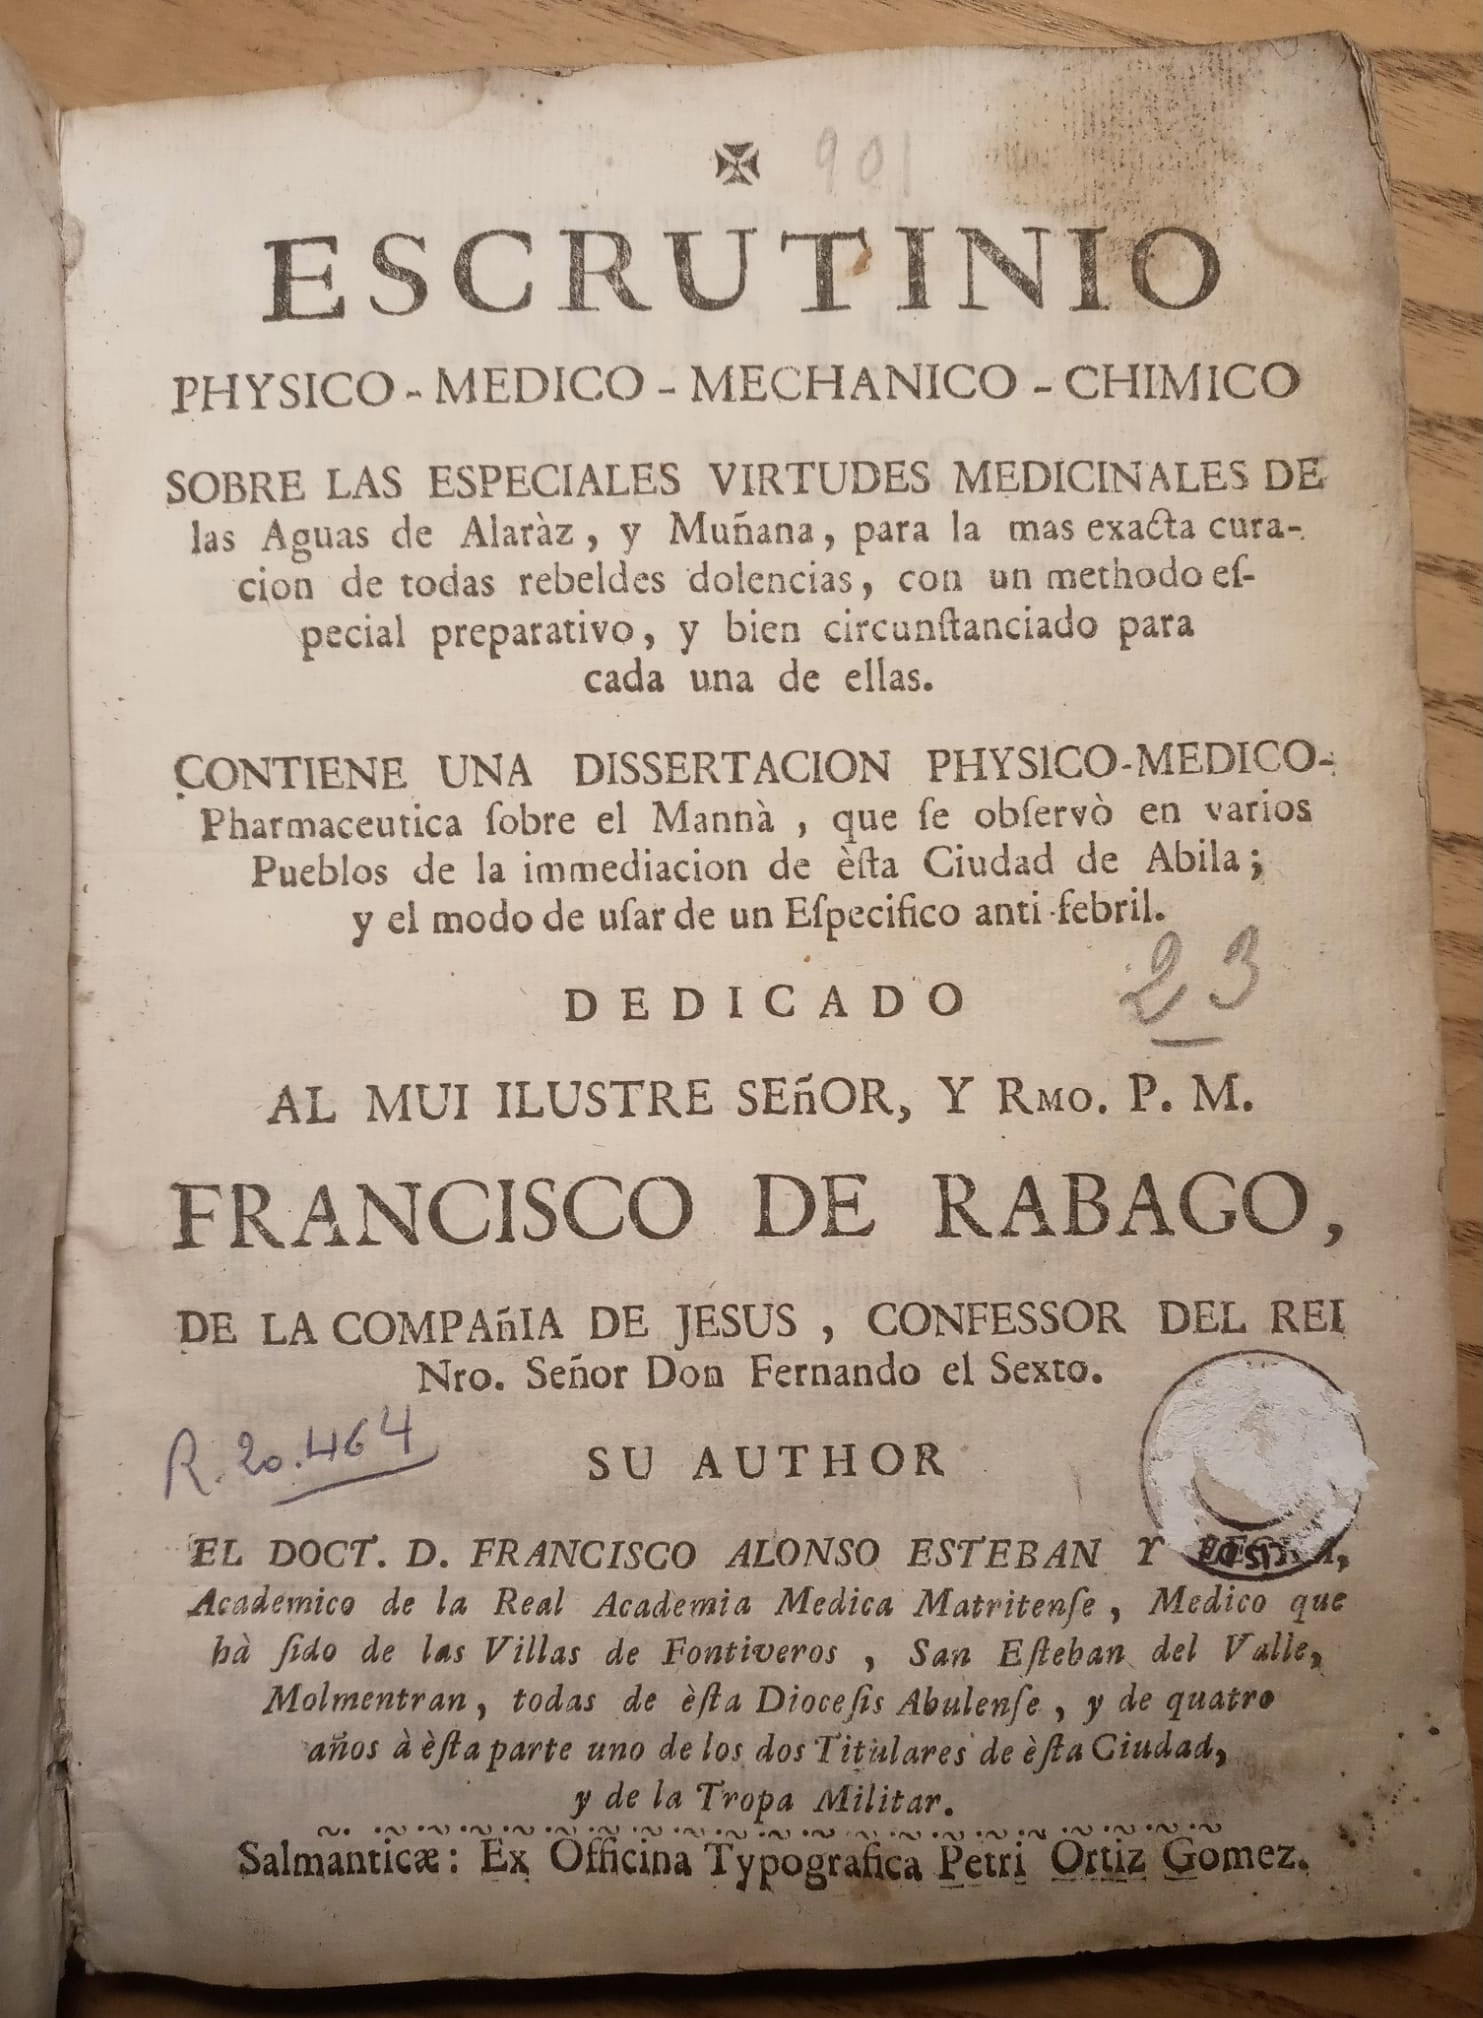 ✠ 901
ESCRUTINIO
PHYSICO-MEDICO-MECHANICO-CHIMICO
SOBRE LAS ESPECIALES VIRTUDES MEDICINALES DE
las Aguas de Alaràz, y Muñana, para la mas exacta cura-
cion de todas rebeldes dolencias, con un methodo eſ-
pecial preparativo, y bien circunſtanciado para
cada una de ellas.
CONTIENE UNA DISSERTACION PHYSICO-MEDICO-
Pharmaceutica ſobre el Mannà, que ſe obſervò en varios
Pueblos de la immediacion de èſta Ciudad de Abila;
y el modo de uſar de un Eſpecifico anti-febril.
DEDICADO
23
AL MUI ILUSTRE SEñOR, Y RMO. P. M.
FRANCISCO DE RABAGO,
DE LA COMPAñIA DE JESUS, CONFESSOR DEL REI
Nro. Señor Don Fernando el Sexto.
R. 20.464
SU AUTHOR
EL DOCT. D. FRANCISCO ALONSO ESTEBAN Y
Academico de la Real Academia Medica Matritenſe, Medico que
hà ſido de las Villas de Fontiveros, San Eſteban del Valle,
Molmentran, todas de èſta Dioceſis Abulenſe, y de quatro
años à èſta parte uno de los dos Titulares de èſta Ciudad,
y de la Tropa Militar.
Salmanticæ: Ex Officina Typografica Petri Ortiz Gomez.